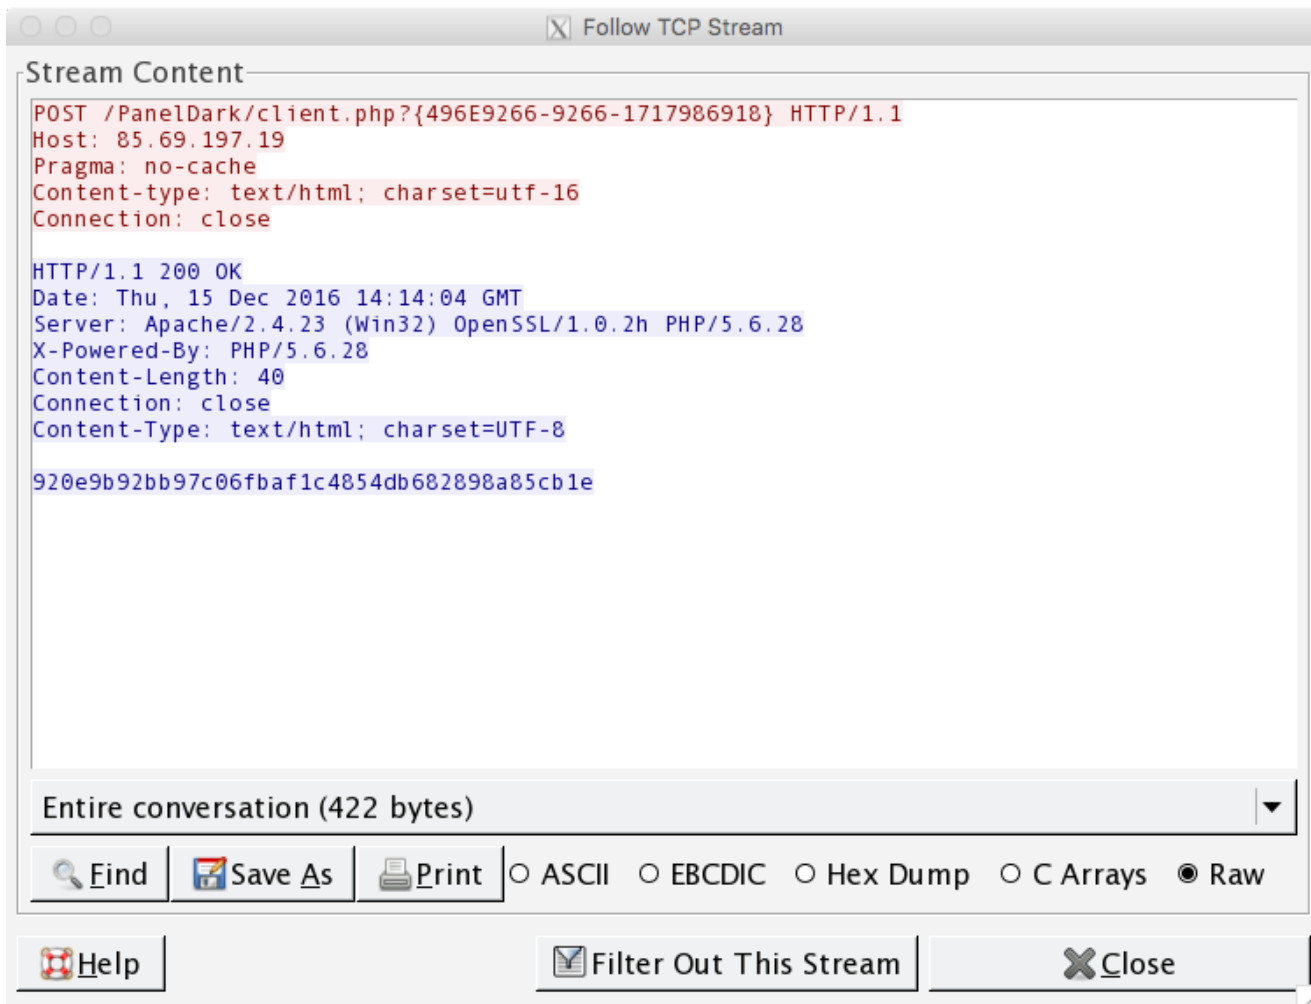 Follow TCP Stream
Stream Content
POST /PanelDark/client.php?{496E9266-9266-1717986918} HTTP/1.1
Host: 85.69.197.19
Pragma: no-cache
Content-type: text/html; charset=utf-16
Connection: close
HTTP/1.1 200 OK
Date: Thu, 15 Dec 2016 14:14:04 GMT
Server: Apache/2.4.23 (Win32) OpenSSL/1.0.2h PHP/5.6.28
X-Powered-By: PHP/5.6.28
Content-Length: 40
Connection: close
Content-Type: text/html; charset=UTF-8
920e9b92bb97c06fbaf1c4854db682898a85cb1e
Entire conversation (422 bytes)
Find Save As Print ASCII EBCDIC Hex Dump C Arrays Raw
Help Filter Out This Stream Close